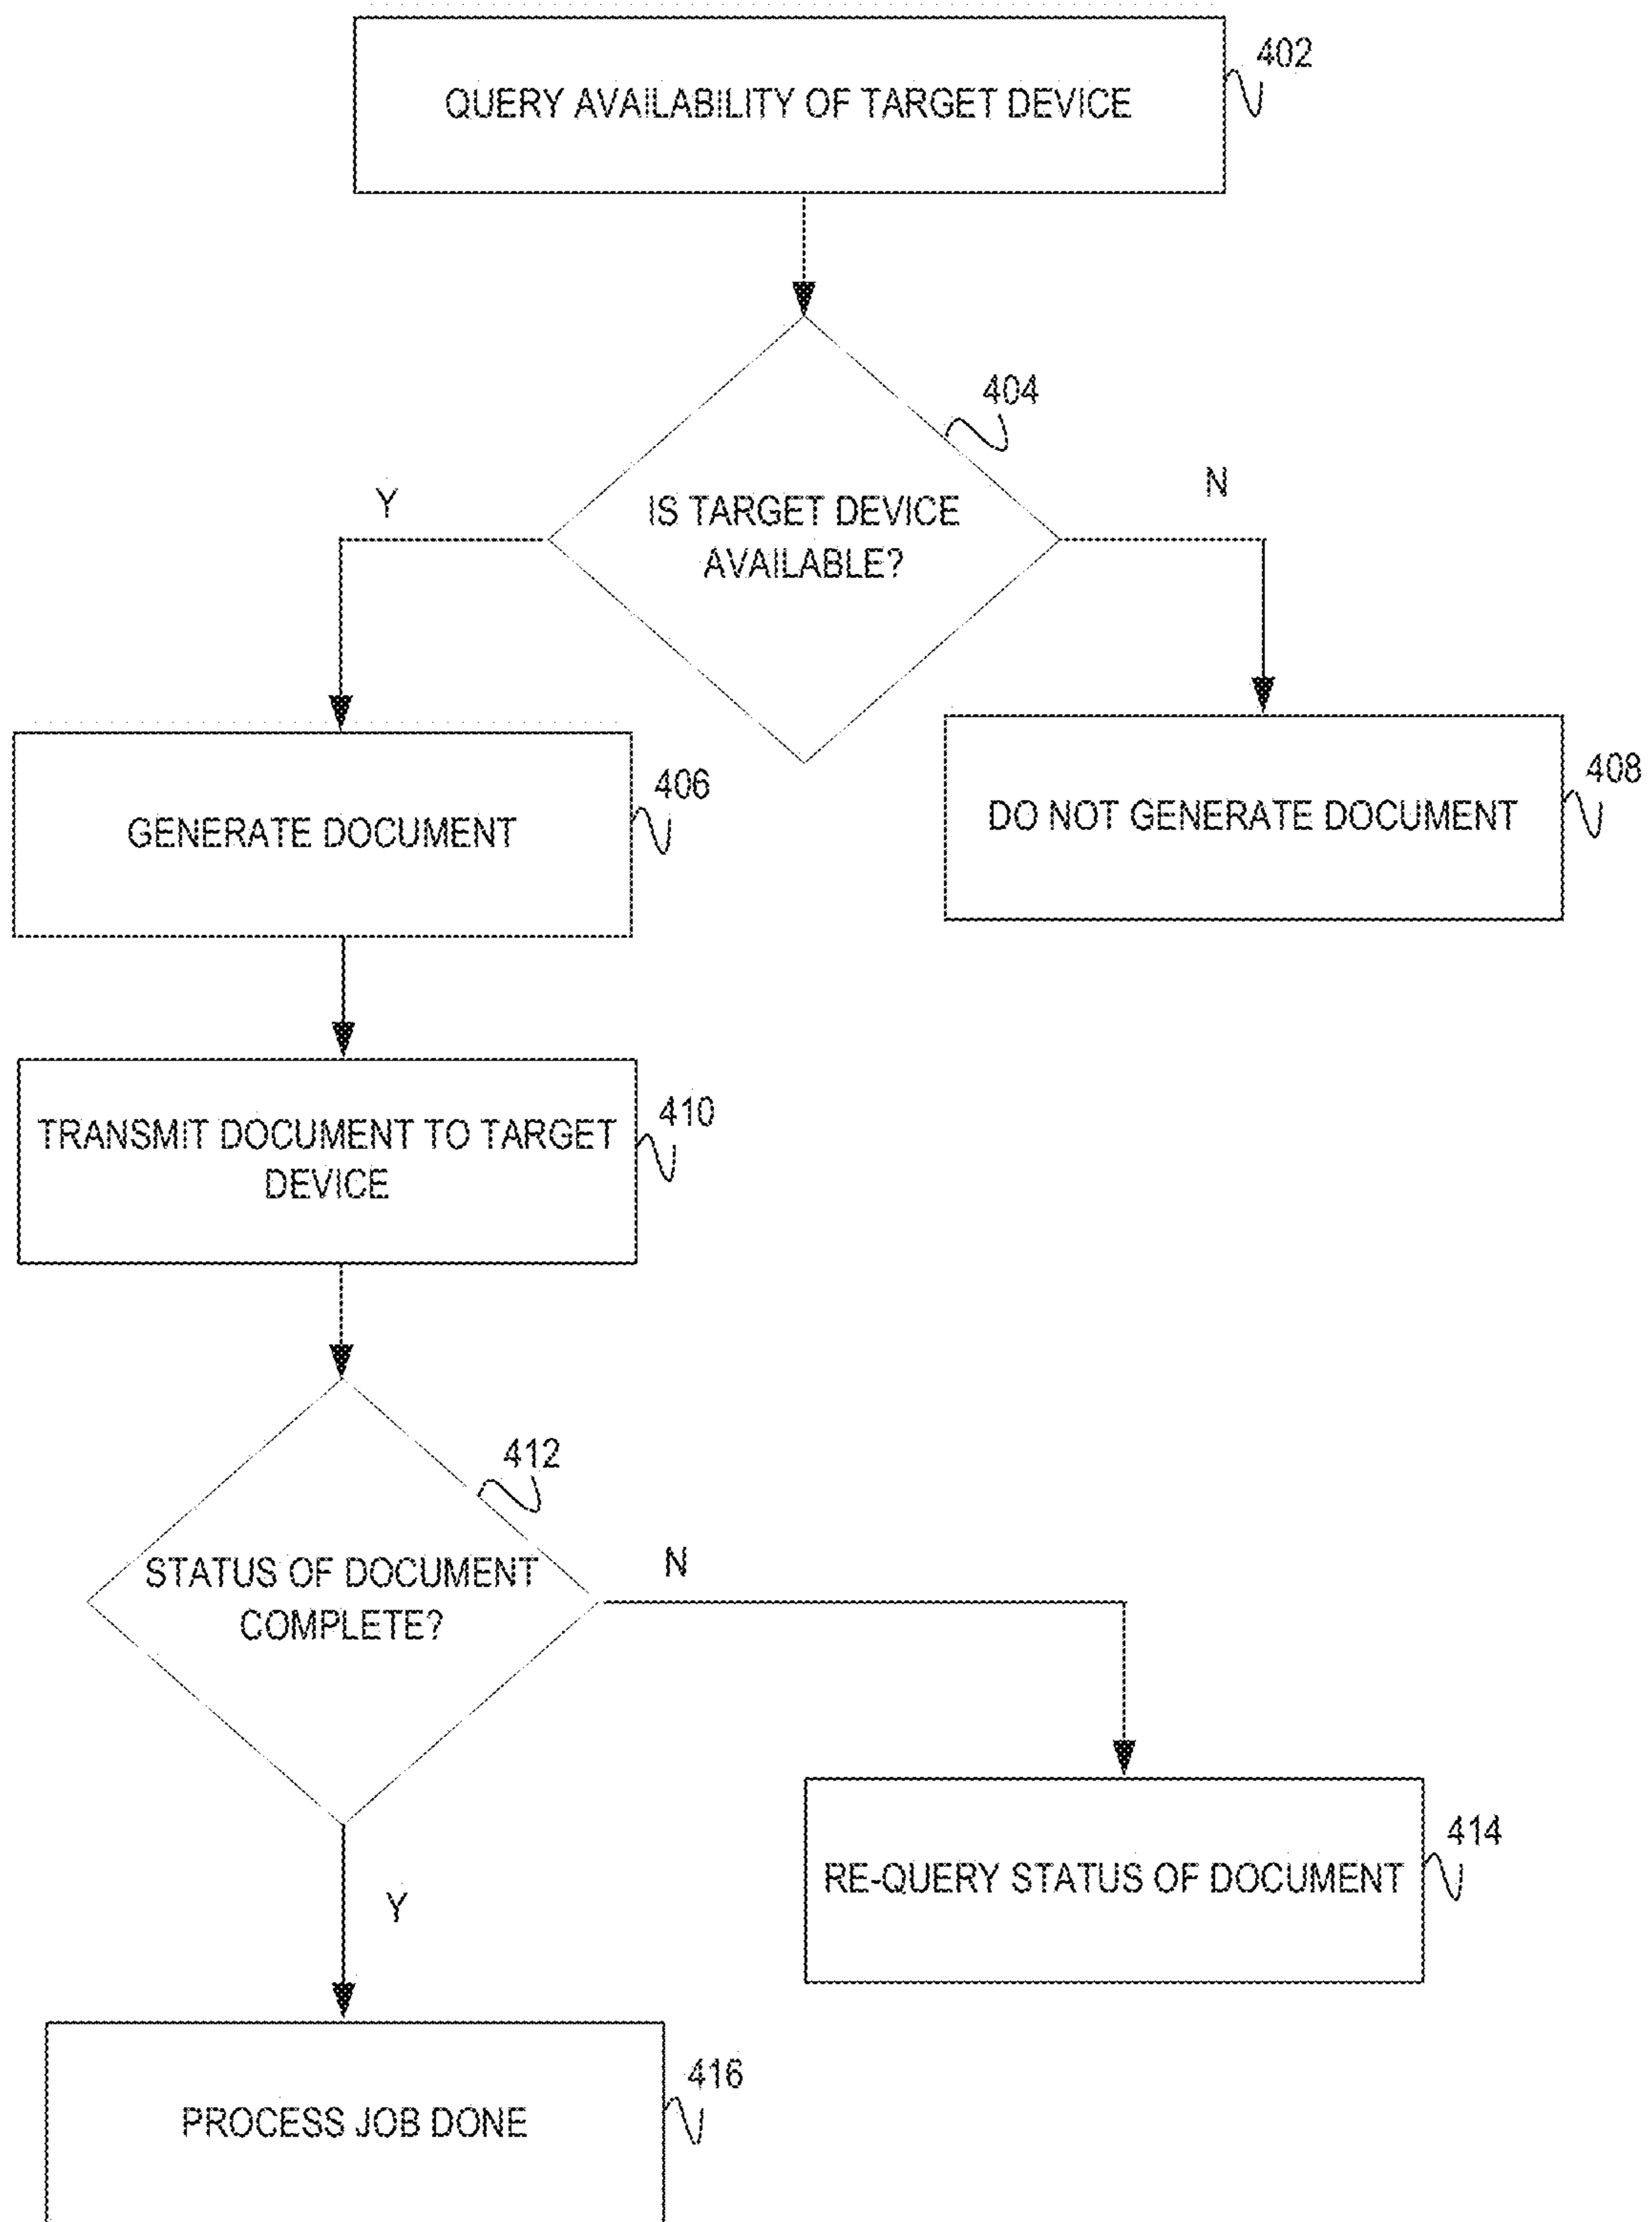 402
QUERY AVAILABILITY OF TARGET DEVICE
404
Y
N
IS TARGET DEVICE
AVAILABLE?
406
GENERATE DOCUMENT
408
DO NOT GENERATE DOCUMENT
410
TRANSMIT DOCUMENT TO TARGET
DEVICE
412
STATUS OF DOCUMENT
COMPLETE?
N
414
RE-QUERY STATUS OF DOCUMENT
Y
416
PROCESS JOB DONE